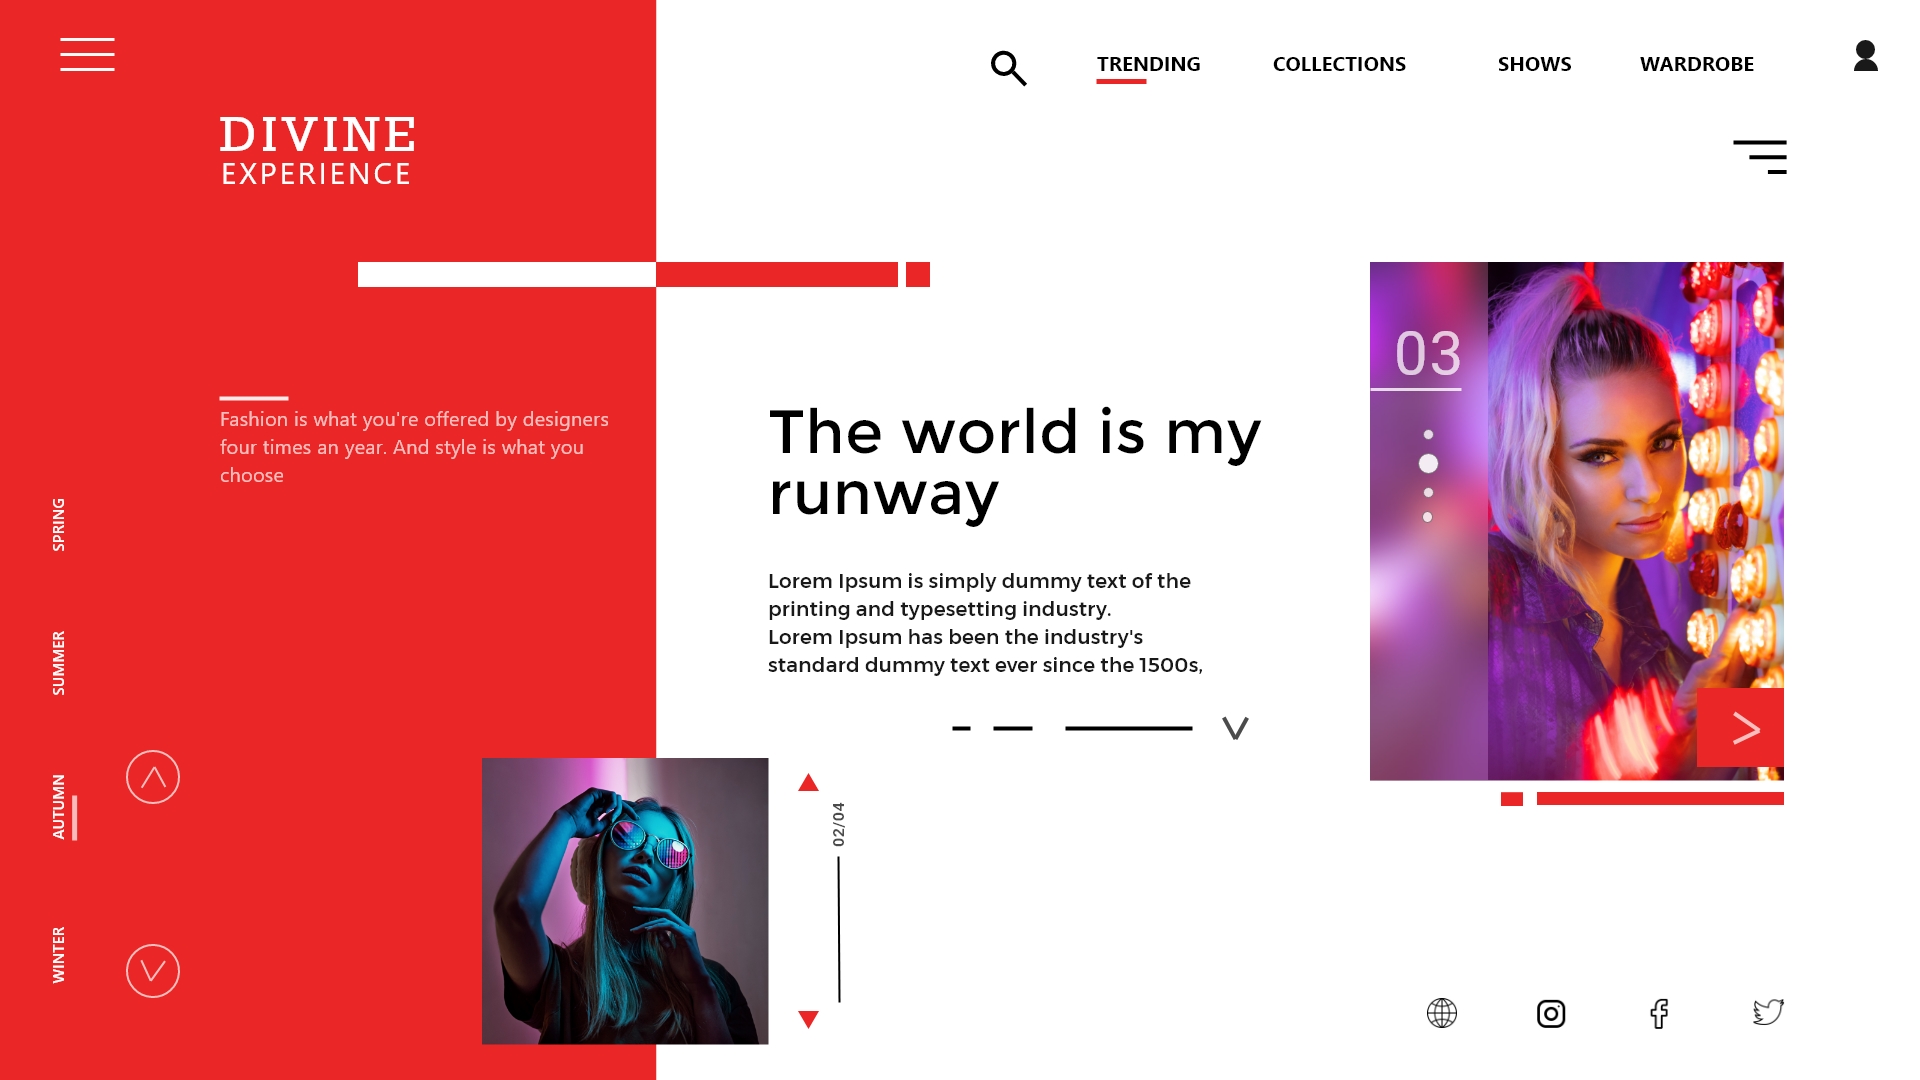 TRENDING COLLECTIONS SHOWS WARDROBE
DIVINE
EXPERIENCE
Fashion is what you're offered by designers
four times an year. And style is what you
choose
SPRING
SUMMER
AUTUMN
WINTER
The world is my
runway
Lorem Ipsum is simply dummy text of the
printing and typesetting industry.
Lorem Ipsum has been the industry's
standard dummy text ever since the 1500s,
02/04
03